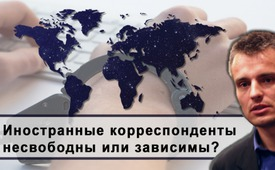 Иностранные корреспонденты
несвободны или зависимы?